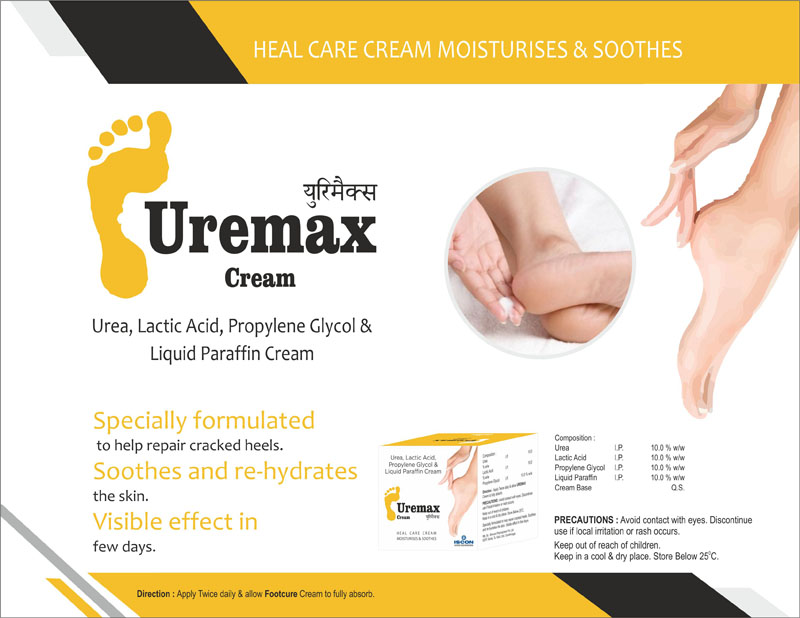 HEAL CARE CREAM MOISTURISES & SOOTHES
युरिमैक्स
Uremax
Cream
Urea, Lactic Acid, Propylene Glycol &
Liquid Paraffin Cream
Specially formulated
to help repair cracked heels.
Soothes and re-hydrates
the skin.
Visible effect in
few days.
Urea, Lactic Acid,
Propylene Glycol &
Liquid Paraffin Cream
Uremax
Cream
युरिमैक्स
HEAL CARE CREAM
MOISTURISES & SOOTHES
ISCON
Composition :
Urea I.P. 10.0 % w/w
Lactic Acid I.P. 10.0 % w/w
Propylene Glycol I.P. 10.0 % w/w
Liquid Paraffin I.P. 10.0 % w/w
Cream Base Q.S.
PRECAUTIONS : Avoid contact with eyes. Discontinue
use if local irritation or rash occurs.
Keep out of reach of children.
Keep in a cool & dry place. Store Below 25°C.
Direction : Apply Twice daily & allow Footcure Cream to fully absorb.